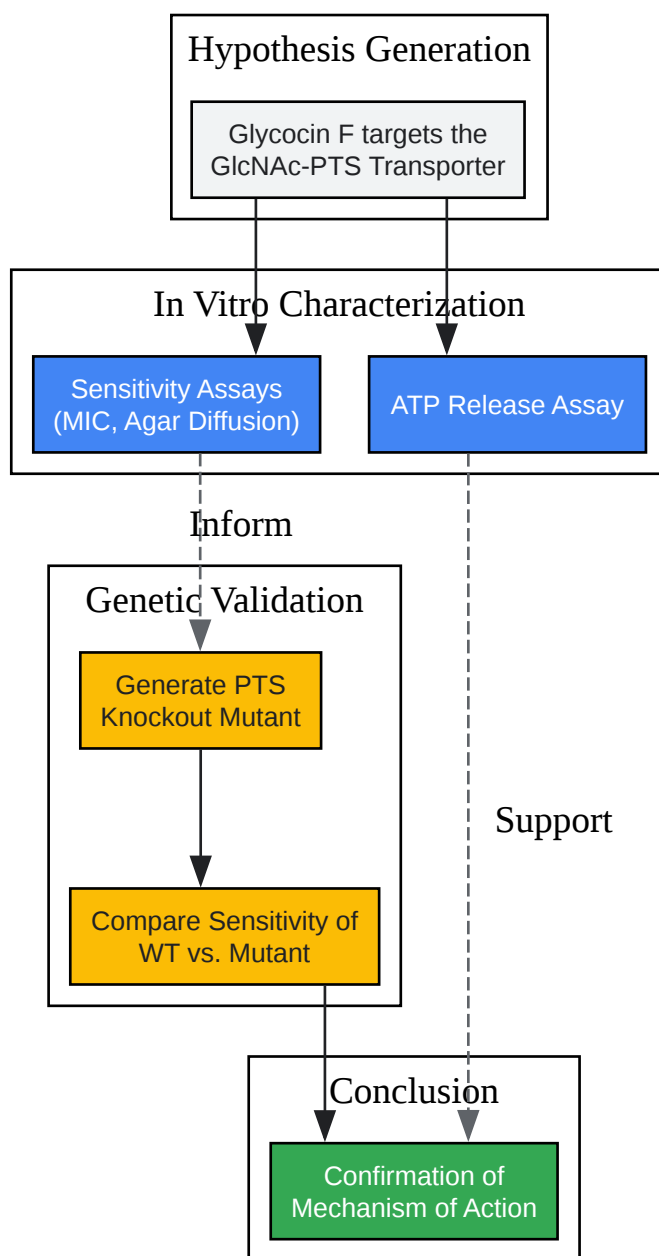 Hypothesis Generation
Glycocin F targets the
GlcNAc-PTS Transporter
In Vitro Characterization
Sensitivity Assays
(MIC, Agar Diffusion)
ATP Release Assay
Inform
Genetic Validation
Generate PTS
Knockout Mutant
Support
Compare Sensitivity of
WT vs. Mutant
Conclusion
Confirmation of
Mechanism of Action